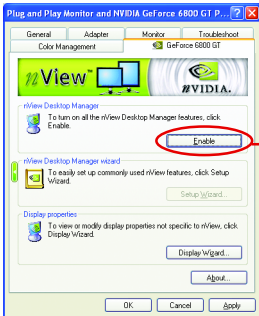 Plug and Play Monitor and NVIDIA GeForce 6800 GT P...
General Adapter Monitor Troubleshoot
Color Management GeForce 6800 GT
nView™
NVIDIA.
nView Desktop Manager
To turn on all the nView Desktop Manager features, click
Enable.
Enable
nView Desktop Manager wizard
To easily set up commonly used nView features, click Setup
Wizard.
Setup Wizard...
Display properties
To view or modify display properties not specific to nView, click
Display Wizard.
Display Wizard...
About...
OK Cancel Apply